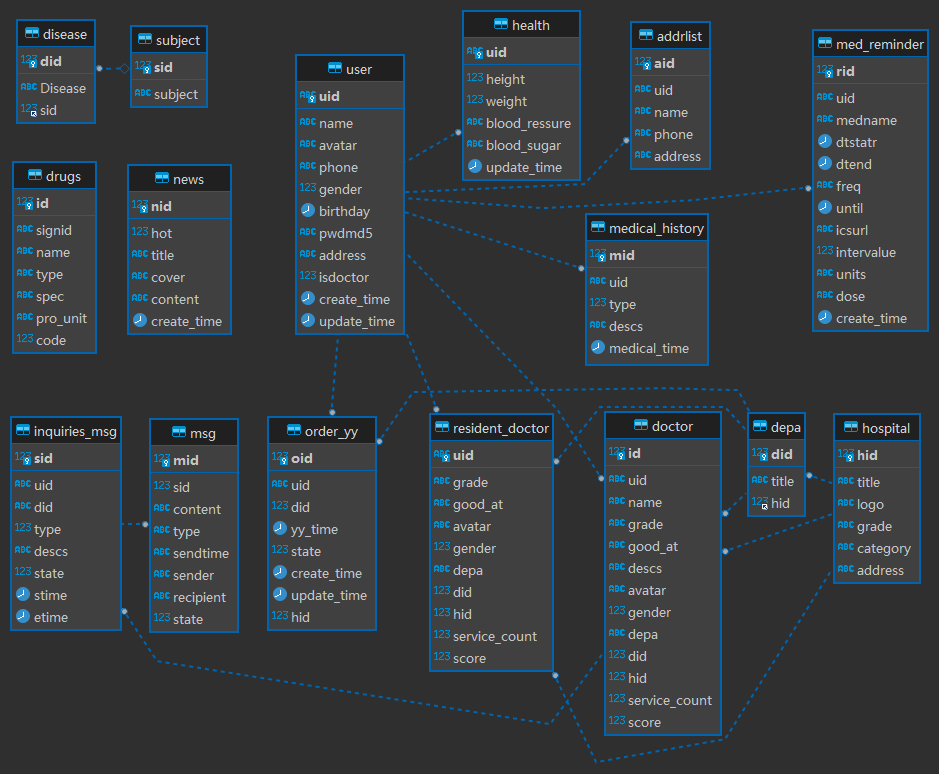 disease
123 did
ABC Disease
123 sid
subject
123 sid
ABC subject
user
ABC uid
ABC name
ABC avatar
ABC phone
123 gender
birthday
ABC pwdmd5
ABC address
123 isdoctor
create_time
update_time
health
ABC uid
123 height
123 weight
ABC blood_ressure
ABC blood_sugar
update_time
addrlist
123 aid
ABC uid
ABC name
ABC phone
ABC address
med_reminder
123 rid
ABC uid
ABC medname
dtstatr
dtend
ABC freq
until
ABC icsurl
123 intervalue
ABC units
ABC dose
create_time
drugs
123 id
ABC signid
ABC name
ABC type
ABC spec
ABC pro_unit
123 code
news
123 nid
123 hot
ABC title
ABC cover
ABC content
create_time
medical_history
123 mid
ABC uid
123 type
ABC descs
medical_time
inquiries_msg
123 sid
ABC uid
ABC did
123 type
ABC descs
123 state
stime
etime
msg
123 mid
123 sid
ABC content
ABC type
ABC sendtime
ABC sender
ABC recipient
123 state
order_yy
123 oid
ABC uid
123 did
yy_time
123 state
create_time
update_time
123 hid
resident_doctor
ABC uid
ABC grade
ABC good_at
ABC avatar
123 gender
ABC depa
123 did
123 hid
123 service_count
123 score
doctor
123 id
ABC uid
ABC name
123 grade
ABC good_at
ABC descs
ABC avatar
123 gender
ABC depa
123 did
123 hid
123 service_count
123 score
depa
123 did
ABC title
123 hid
hospital
123 hid
ABC title
ABC logo
ABC grade
ABC category
ABC address